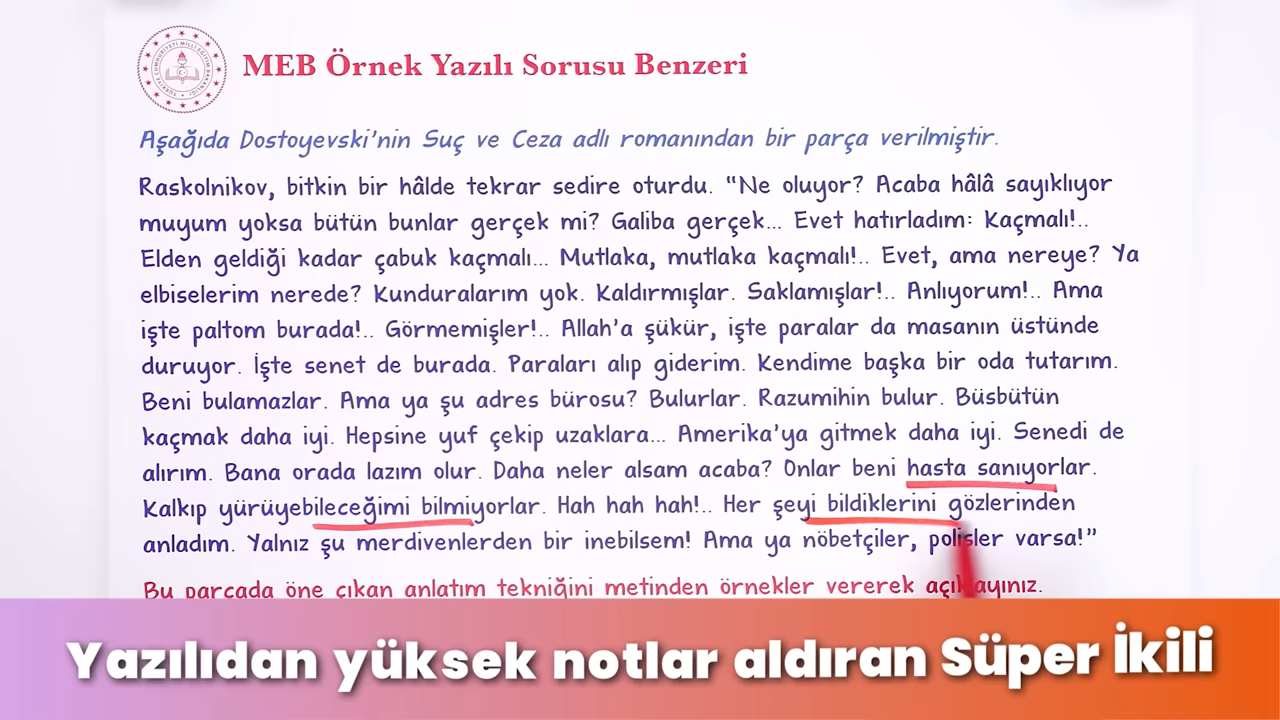 MEB Örnek Yazılı Sorusu Benzeri
Aşağıda Dostoyevski'nin Suç ve Ceza adlı romanından bir parça verilmiştir.
Raskolnikov, bitkin bir hâlde tekrar sedire oturdu. "Ne oluyor? Acaba hâlâ sayıklıyor
muyum yoksa bütün bunlar gerçek mi? Galiba gerçek... Evet hatırladım: Kaçmalı!..
Elden geldiği kadar çabuk kaçmalı... Mutlaka, mutlaka kaçmalı!.. Evet, ama nereye? Ya
elbiselerim nerede? Kunduralarım yok. Kaldırmışlar. Saklamışlar!.. Anlıyorum!.. Ama
işte paltom burada!.. Görmemişler!.. Allah'a şükür, işte paralar da masanın üstünde
duruyor. İşte senet de burada. Paraları alıp giderim. Kendime başka bir oda tutarım.
Beni bulamazlar. Ama ya şu adres bürosu? Bulurlar. Razumihin bulur. Büsbütün
kaçmak daha iyi. Hepsine yuf çekip uzaklara... Amerika'ya gitmek daha iyi. Senedi de
alırım. Bana orada lazım olur. Daha neler alsam acaba? Onlar beni hasta sanıyorlar.
Kalkıp yürüyebileceğimi bilmiyorlar. Hah hah hah!.. Her şeyi bildiklerini gözlerinden
anladım. Yalnız şu merdivenlerden bir inebilsem! Ama ya nöbetçiler, polisler varsa!"
Bu parçada öne çıkan anlatım tekniğini metinden örnekler vererek açıklayınız.
Yazılıdan yüksek notlar aldıran Süper İkili